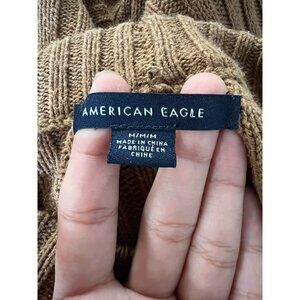 AMERICAN EAGLE
M/M/M
MADE IN CHINA
FABRIQUÉ EN
CHINE